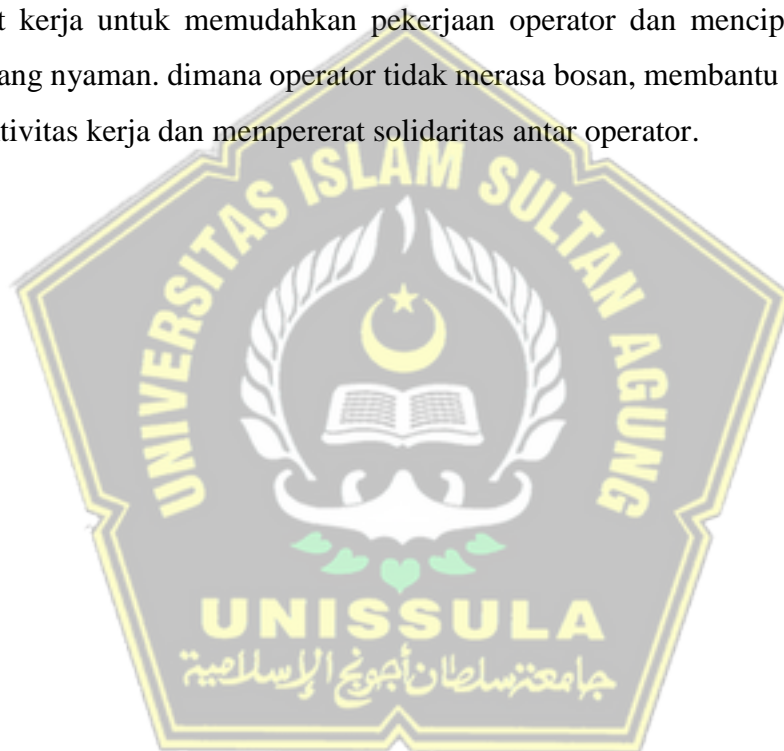 t kerja untuk memudahkan pekerjaan operator dan mencip
ang nyaman. dimana operator tidak merasa bosan, membantu
tivitas kerja dan mempererat solidaritas antar operator.
UNIVERSITAS ISLAM SULTAN AGUNG
UNISSULA
جامعة سلطان أجونج الإسلامية